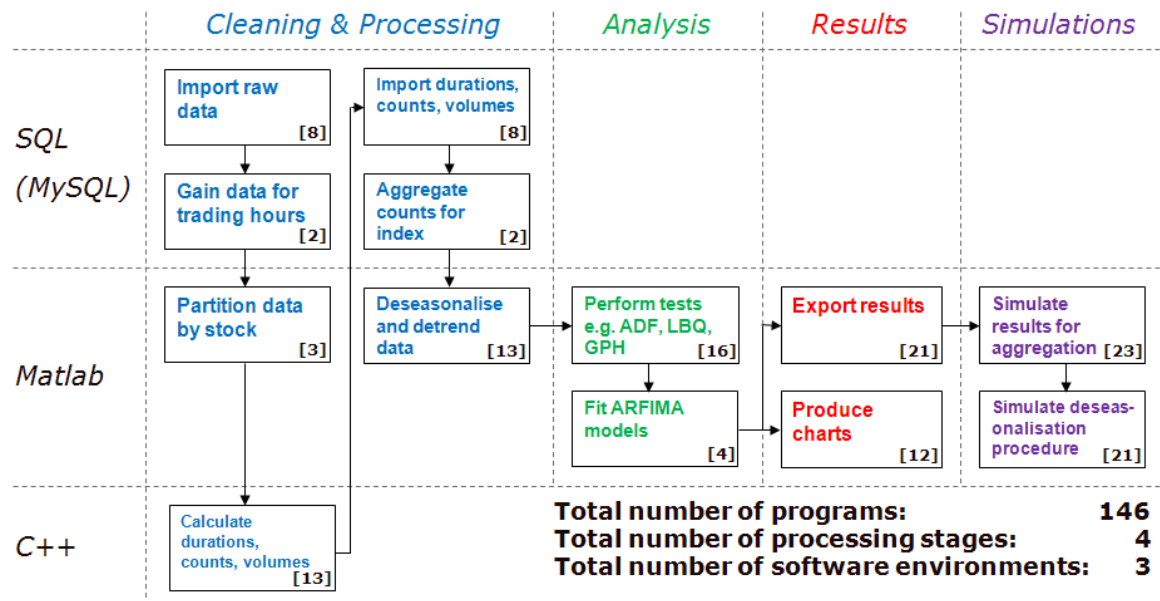 Cleaning & Processing
Analysis
Results
Simulations
SQL
(MySQL)
Import raw
data
[8]
Import durations,
counts, volumes
[8]
Gain data for
trading hours
[2]
Aggregate
counts for
index
[2]
Matlab
Partition data
by stock
[3]
Deseasonalise
and detrend
data
[13]
Perform tests
e.g. ADF, LBQ,
GPH
[16]
Export results
[21]
Simulate
results for
aggregation
[23]
Fit ARFIMA
models
[4]
Produce
charts
[12]
Simulate deseas-
onalisation
procedure
[21]
C++
Calculate
durations,
counts, volumes
[13]
Total number of programs: 146
Total number of processing stages: 4
Total number of software environments: 3